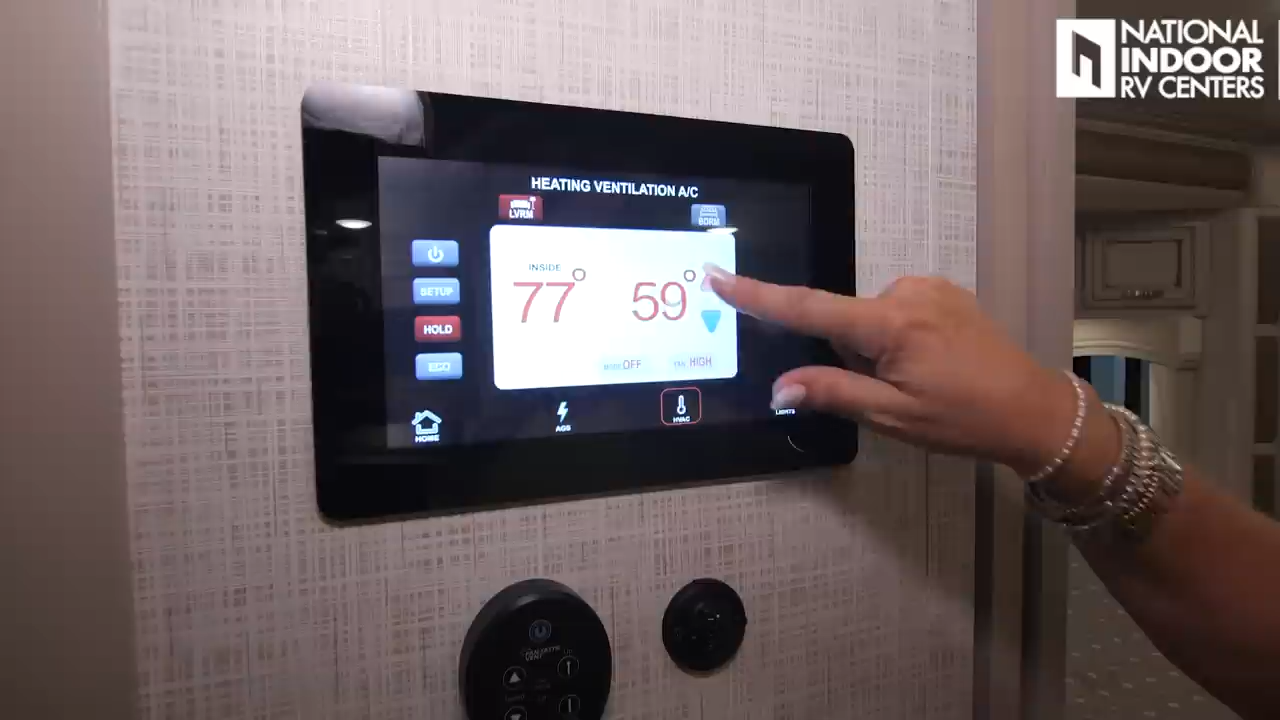 NATIONAL
INDOOR
RV CENTERS
HEATING VENTILATION A/C
LVRM
BDRM
INSIDE
77°
59°
SETUP
HOLD
ECO
MODE OFF
FAN HIGH
HOME
AGS
HVAC
LIGHTS